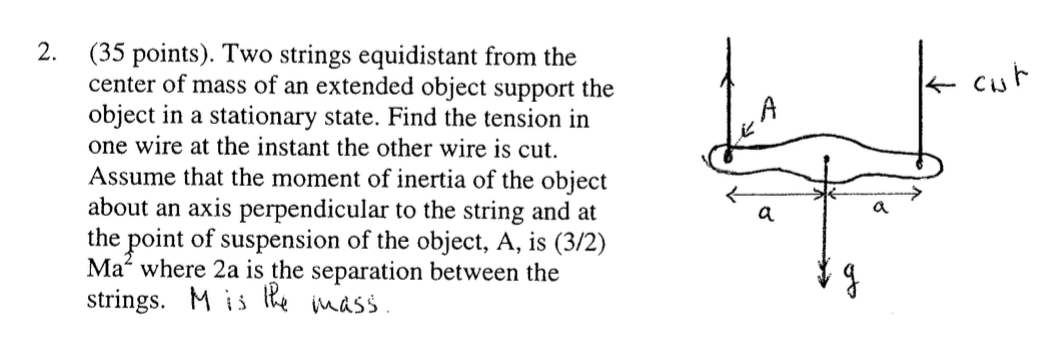 2. (35 points). Two strings equidistant from the
center of mass of an extended object support the
object in a stationary state. Find the tension in
one wire at the instant the other wire is cut.
Assume that the moment of inertia of the object
about an axis perpendicular to the string and at
the point of suspension of the object, A, is (3/2)
Ma² where 2a is the separation between the
strings. M is the mass.
← cut
A
a
a
g